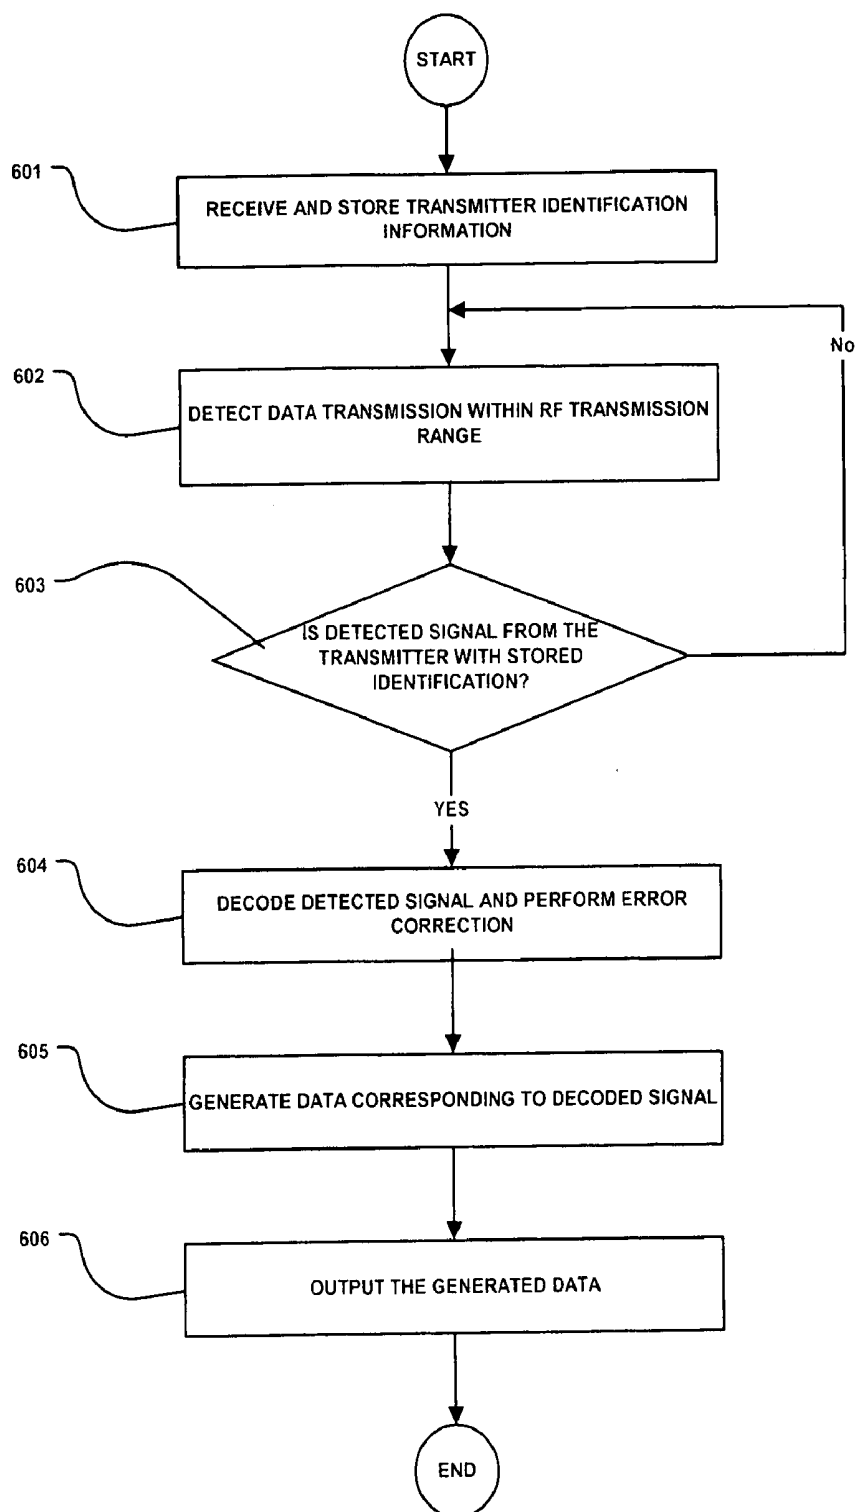 START
601
RECEIVE AND STORE TRANSMITTER IDENTIFICATION
INFORMATION
No
602
DETECT DATA TRANSMISSION WITHIN RF TRANSMISSION
RANGE
603
IS DETECTED SIGNAL FROM THE
TRANSMITTER WITH STORED
IDENTIFICATION?
YES
604
DECODE DETECTED SIGNAL AND PERFORM ERROR
CORRECTION
605
GENERATE DATA CORRESPONDING TO DECODED SIGNAL
606
OUTPUT THE GENERATED DATA
END